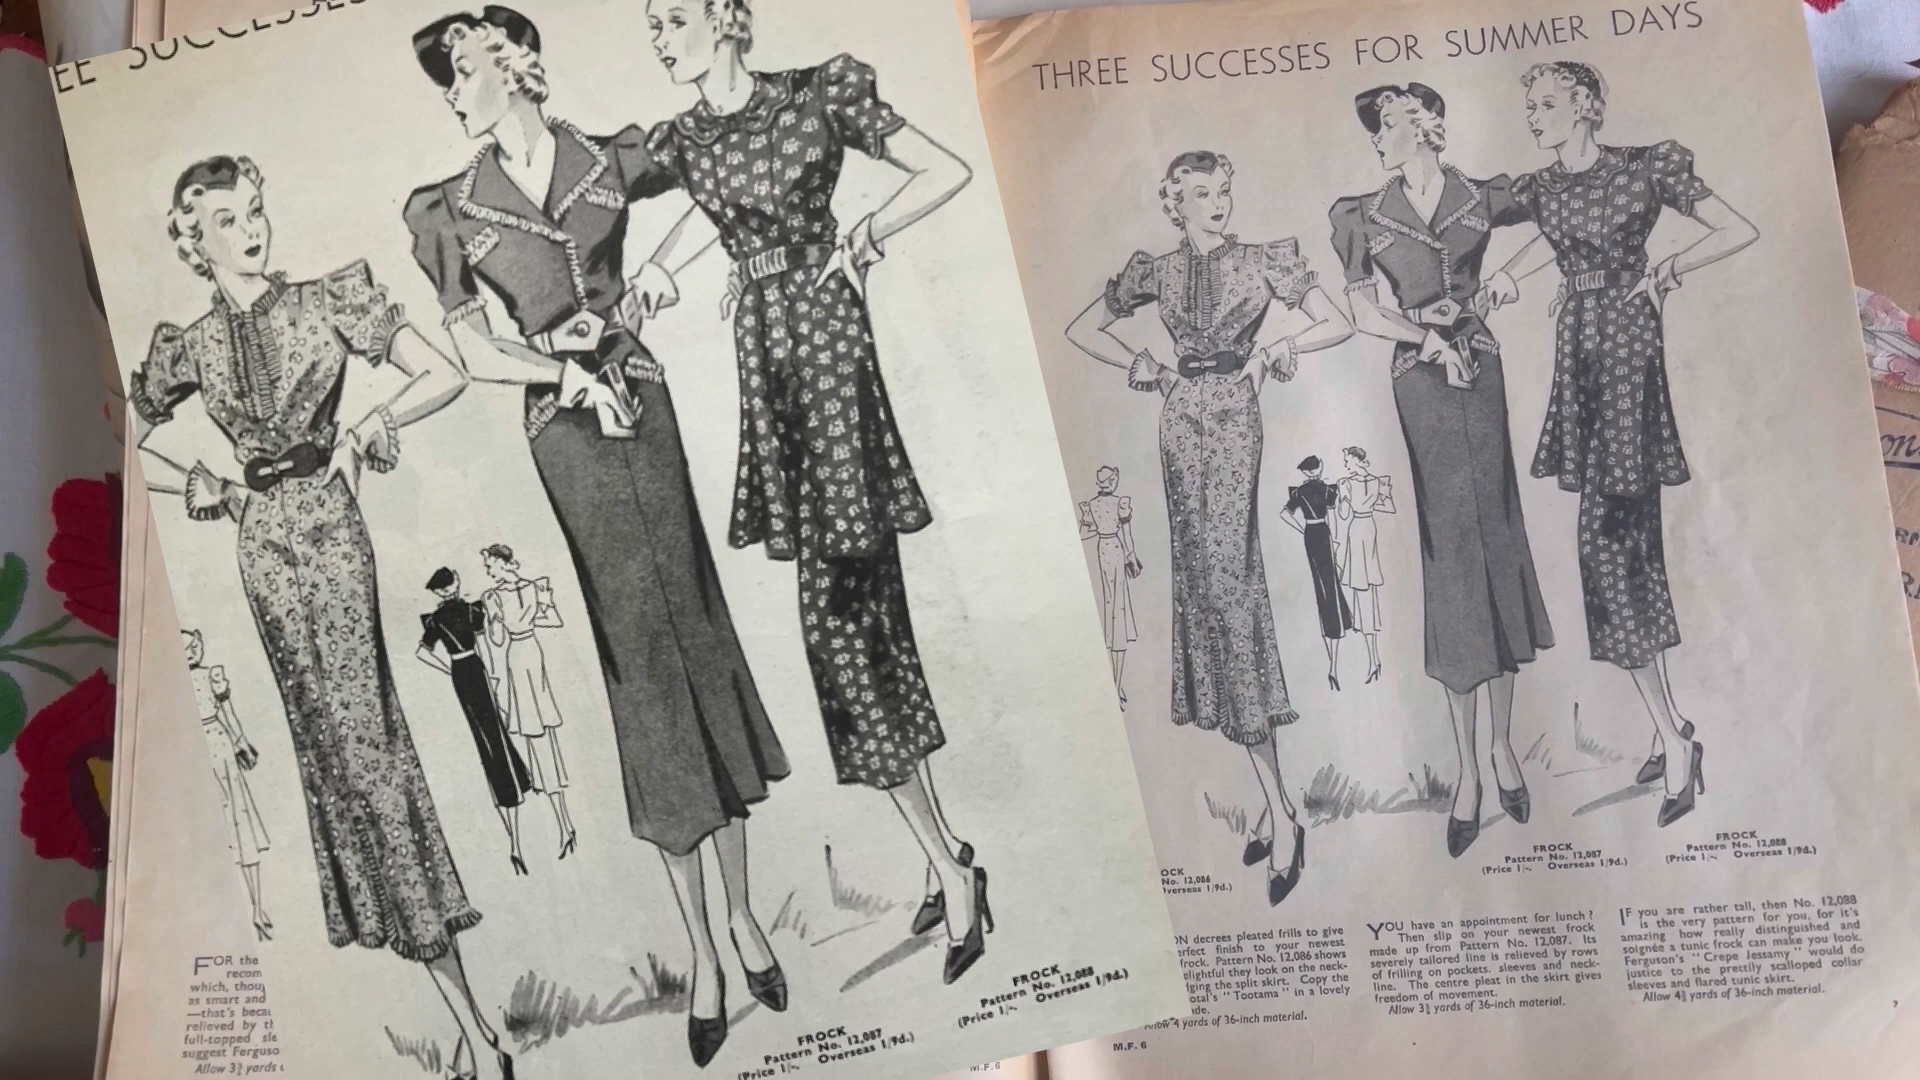 EE SUCCESSES
FOR the
recom
which, thou
as smart and
—that's becau
relieved by th
full-topped sle
suggest Ferguso
Allow 3¾ yards
FROCK
Pattern No. 12,087
(Price 1/-. Overseas 1/9d.)
FROCK
Pattern No. 12,088
(Price 1/-. Overseas 1/9d.)
M.F. 6
THREE SUCCESSES FOR SUMMER DAYS
OCK
No. 12,086
verseas 1/9d.)
FROCK
Pattern No. 12,087
(Price 1/-. Overseas 1/9d.)
FROCK
Pattern No. 12,088
(Price 1/-. Overseas 1/9d.)
ON decrees pleated frills to give
erfect finish to your newest
frock. Pattern No. 12,086 shows
elightful they look on the neck-
ging the split skirt. Copy the
otal's "Tootama" in a lovely
ide.
Allow 4 yards of 36-inch material.
M.F. 6
YOU have an appointment for lunch?
Then slip on your newest frock
made up from Pattern No. 12,087. Its
severely tailored line is relieved by rows
of frilling on pockets, sleeves and neck-
line. The centre pleat in the skirt gives
freedom of movement.
Allow 3⅞ yards of 36-inch material.
IF you are rather tall, then No. 12,088
is the very pattern for you, for it's
amazing how really distinguished and
soignée a tunic frock can make you look.
Ferguson's "Crepe Jessamy" would do
justice to the prettily scalloped collar
sleeves and flared tunic skirt.
Allow 4¾ yards of 36-inch material.
7